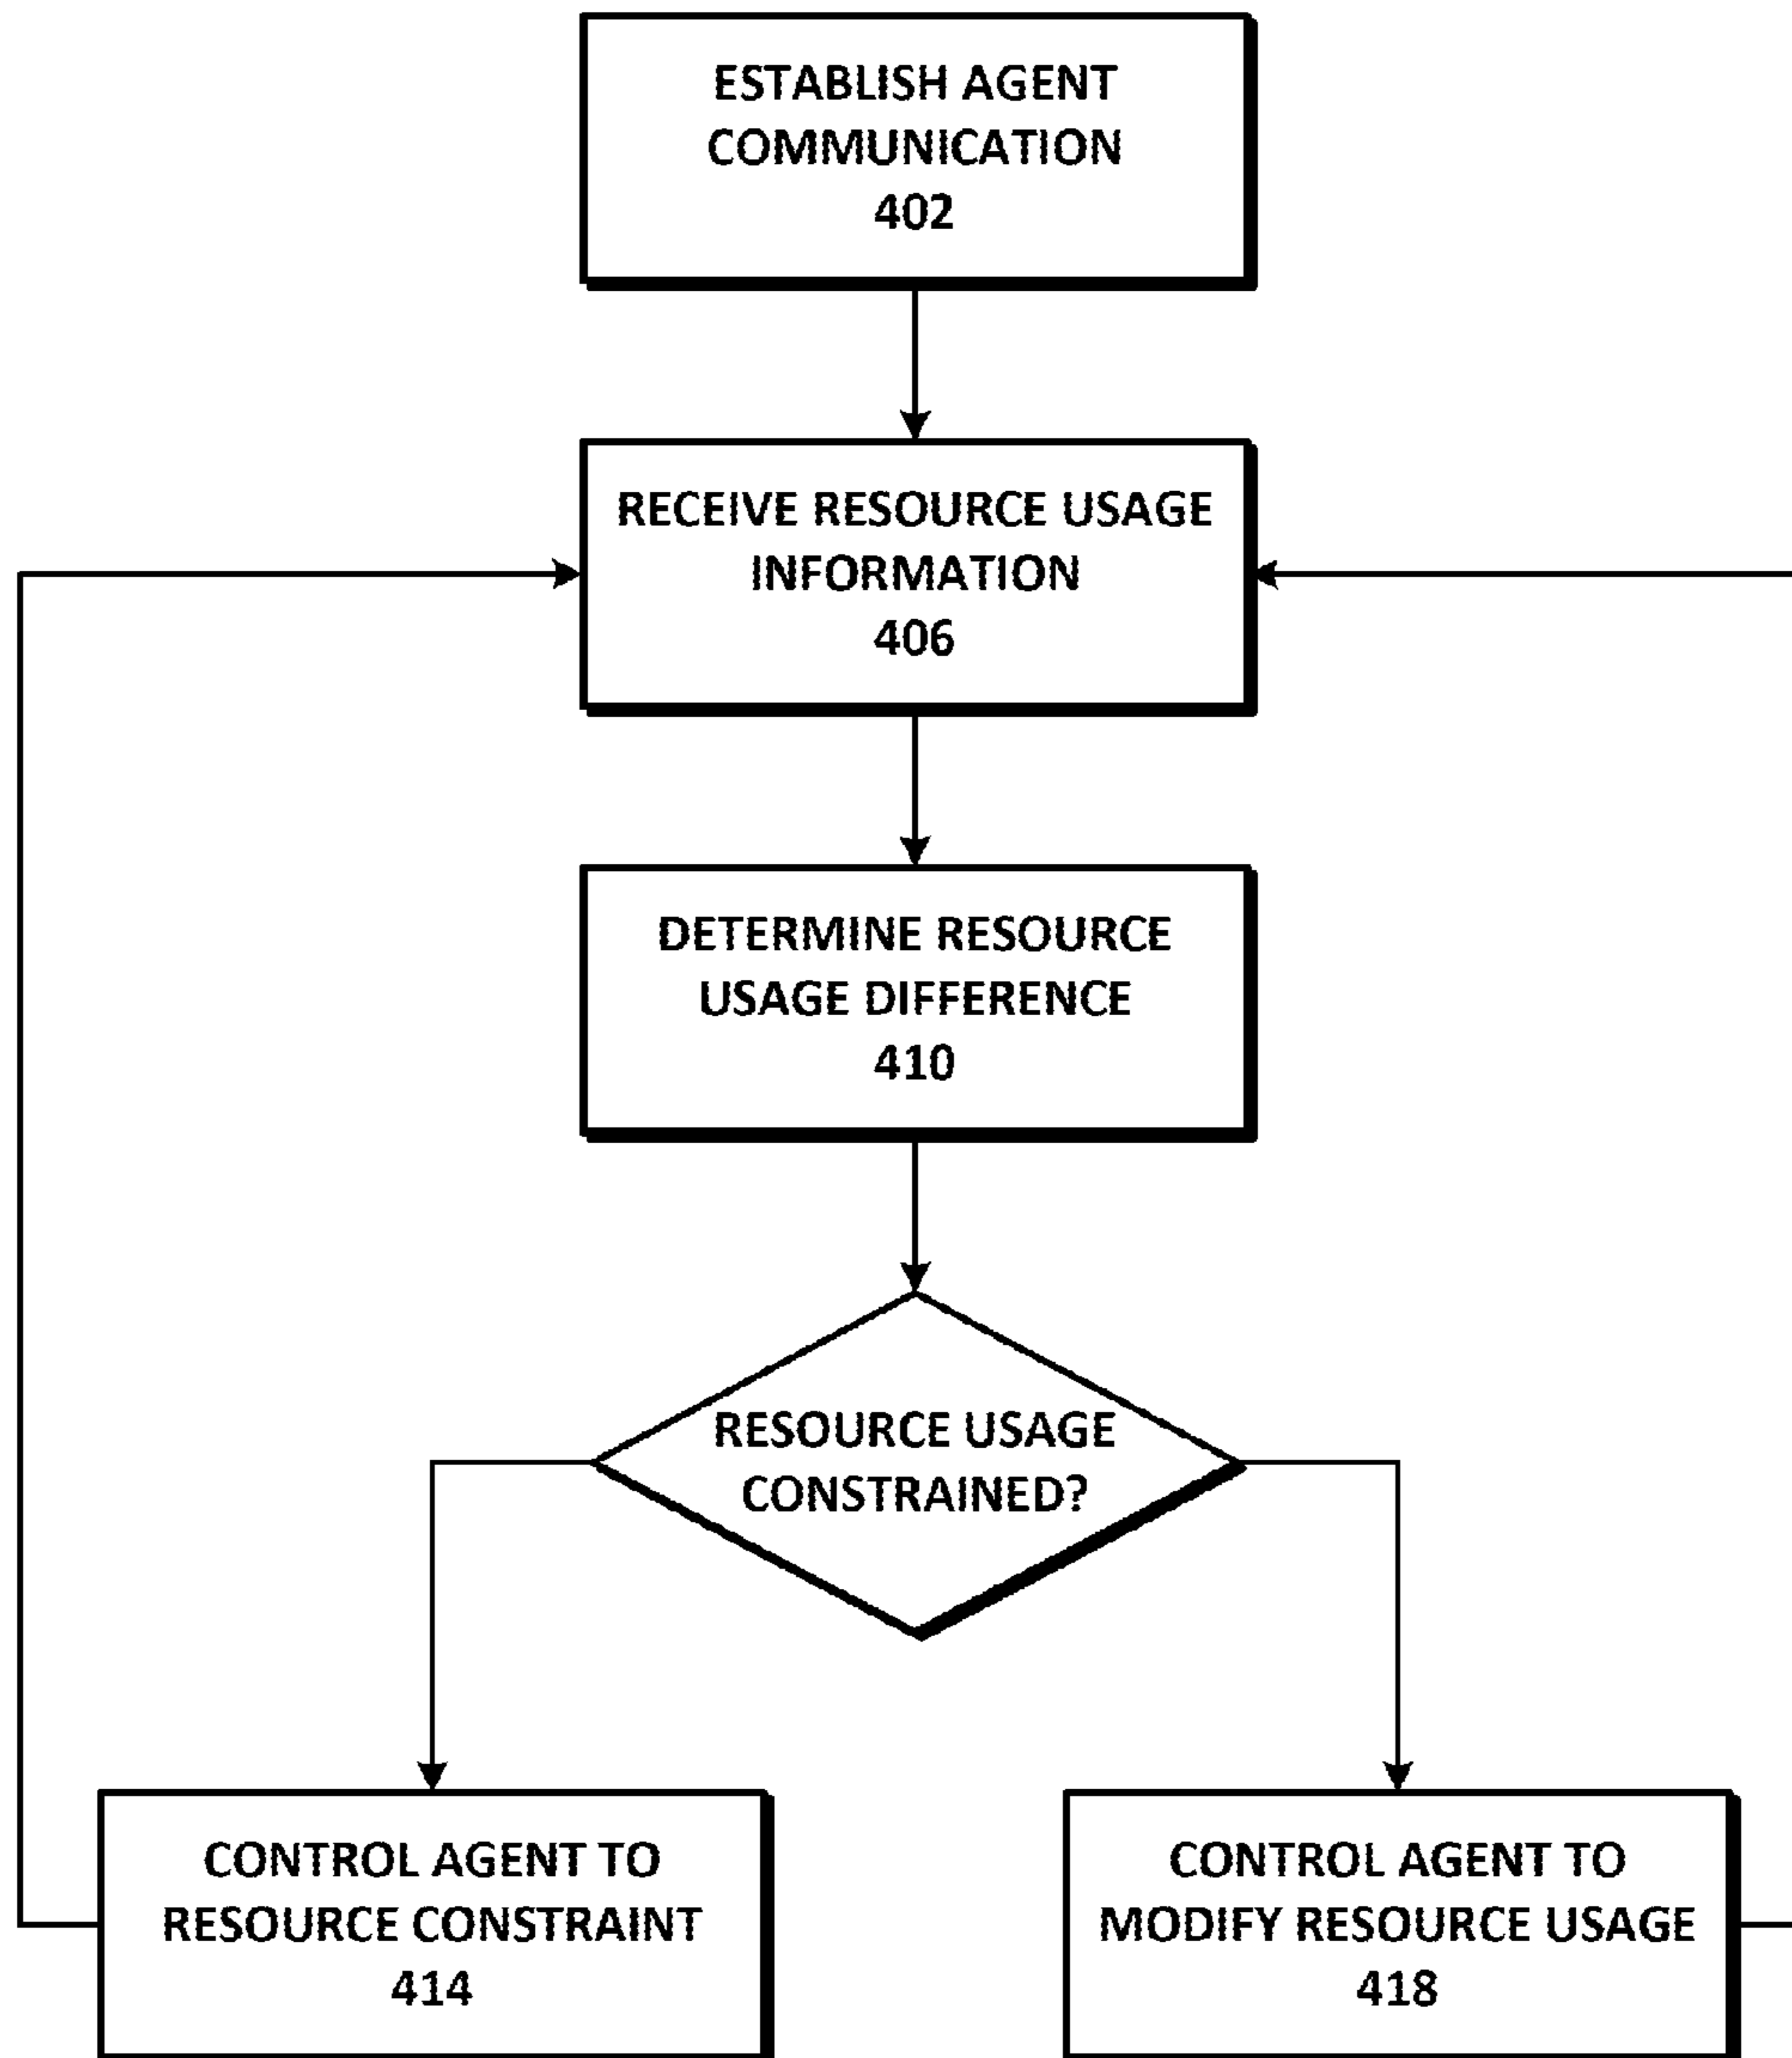 ESTABLISH AGENT
COMMUNICATION
402
RECEIVE RESOURCE USAGE
INFORMATION
406
DETERMINE RESOURCE
USAGE DIFFERENCE
410
RESOURCE USAGE
CONSTRAINED?
CONTROL AGENT TO
RESOURCE CONSTRAINT
414
CONTROL AGENT TO
MODIFY RESOURCE USAGE
418